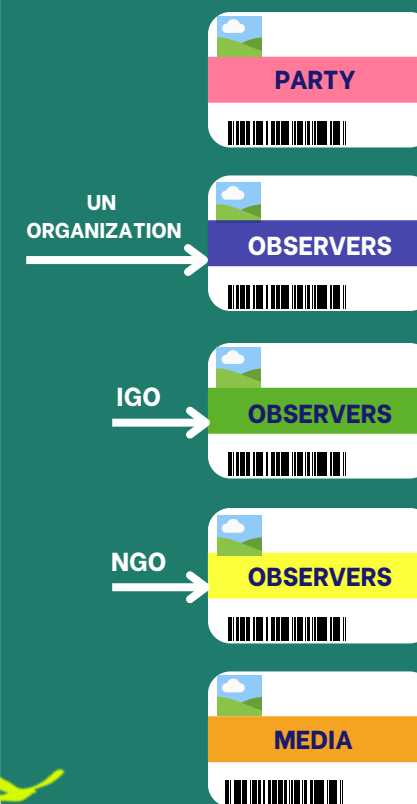 PARTY
UN
ORGANIZATION
OBSERVERS
IGO
OBSERVERS
NGO
OBSERVERS
MEDIA